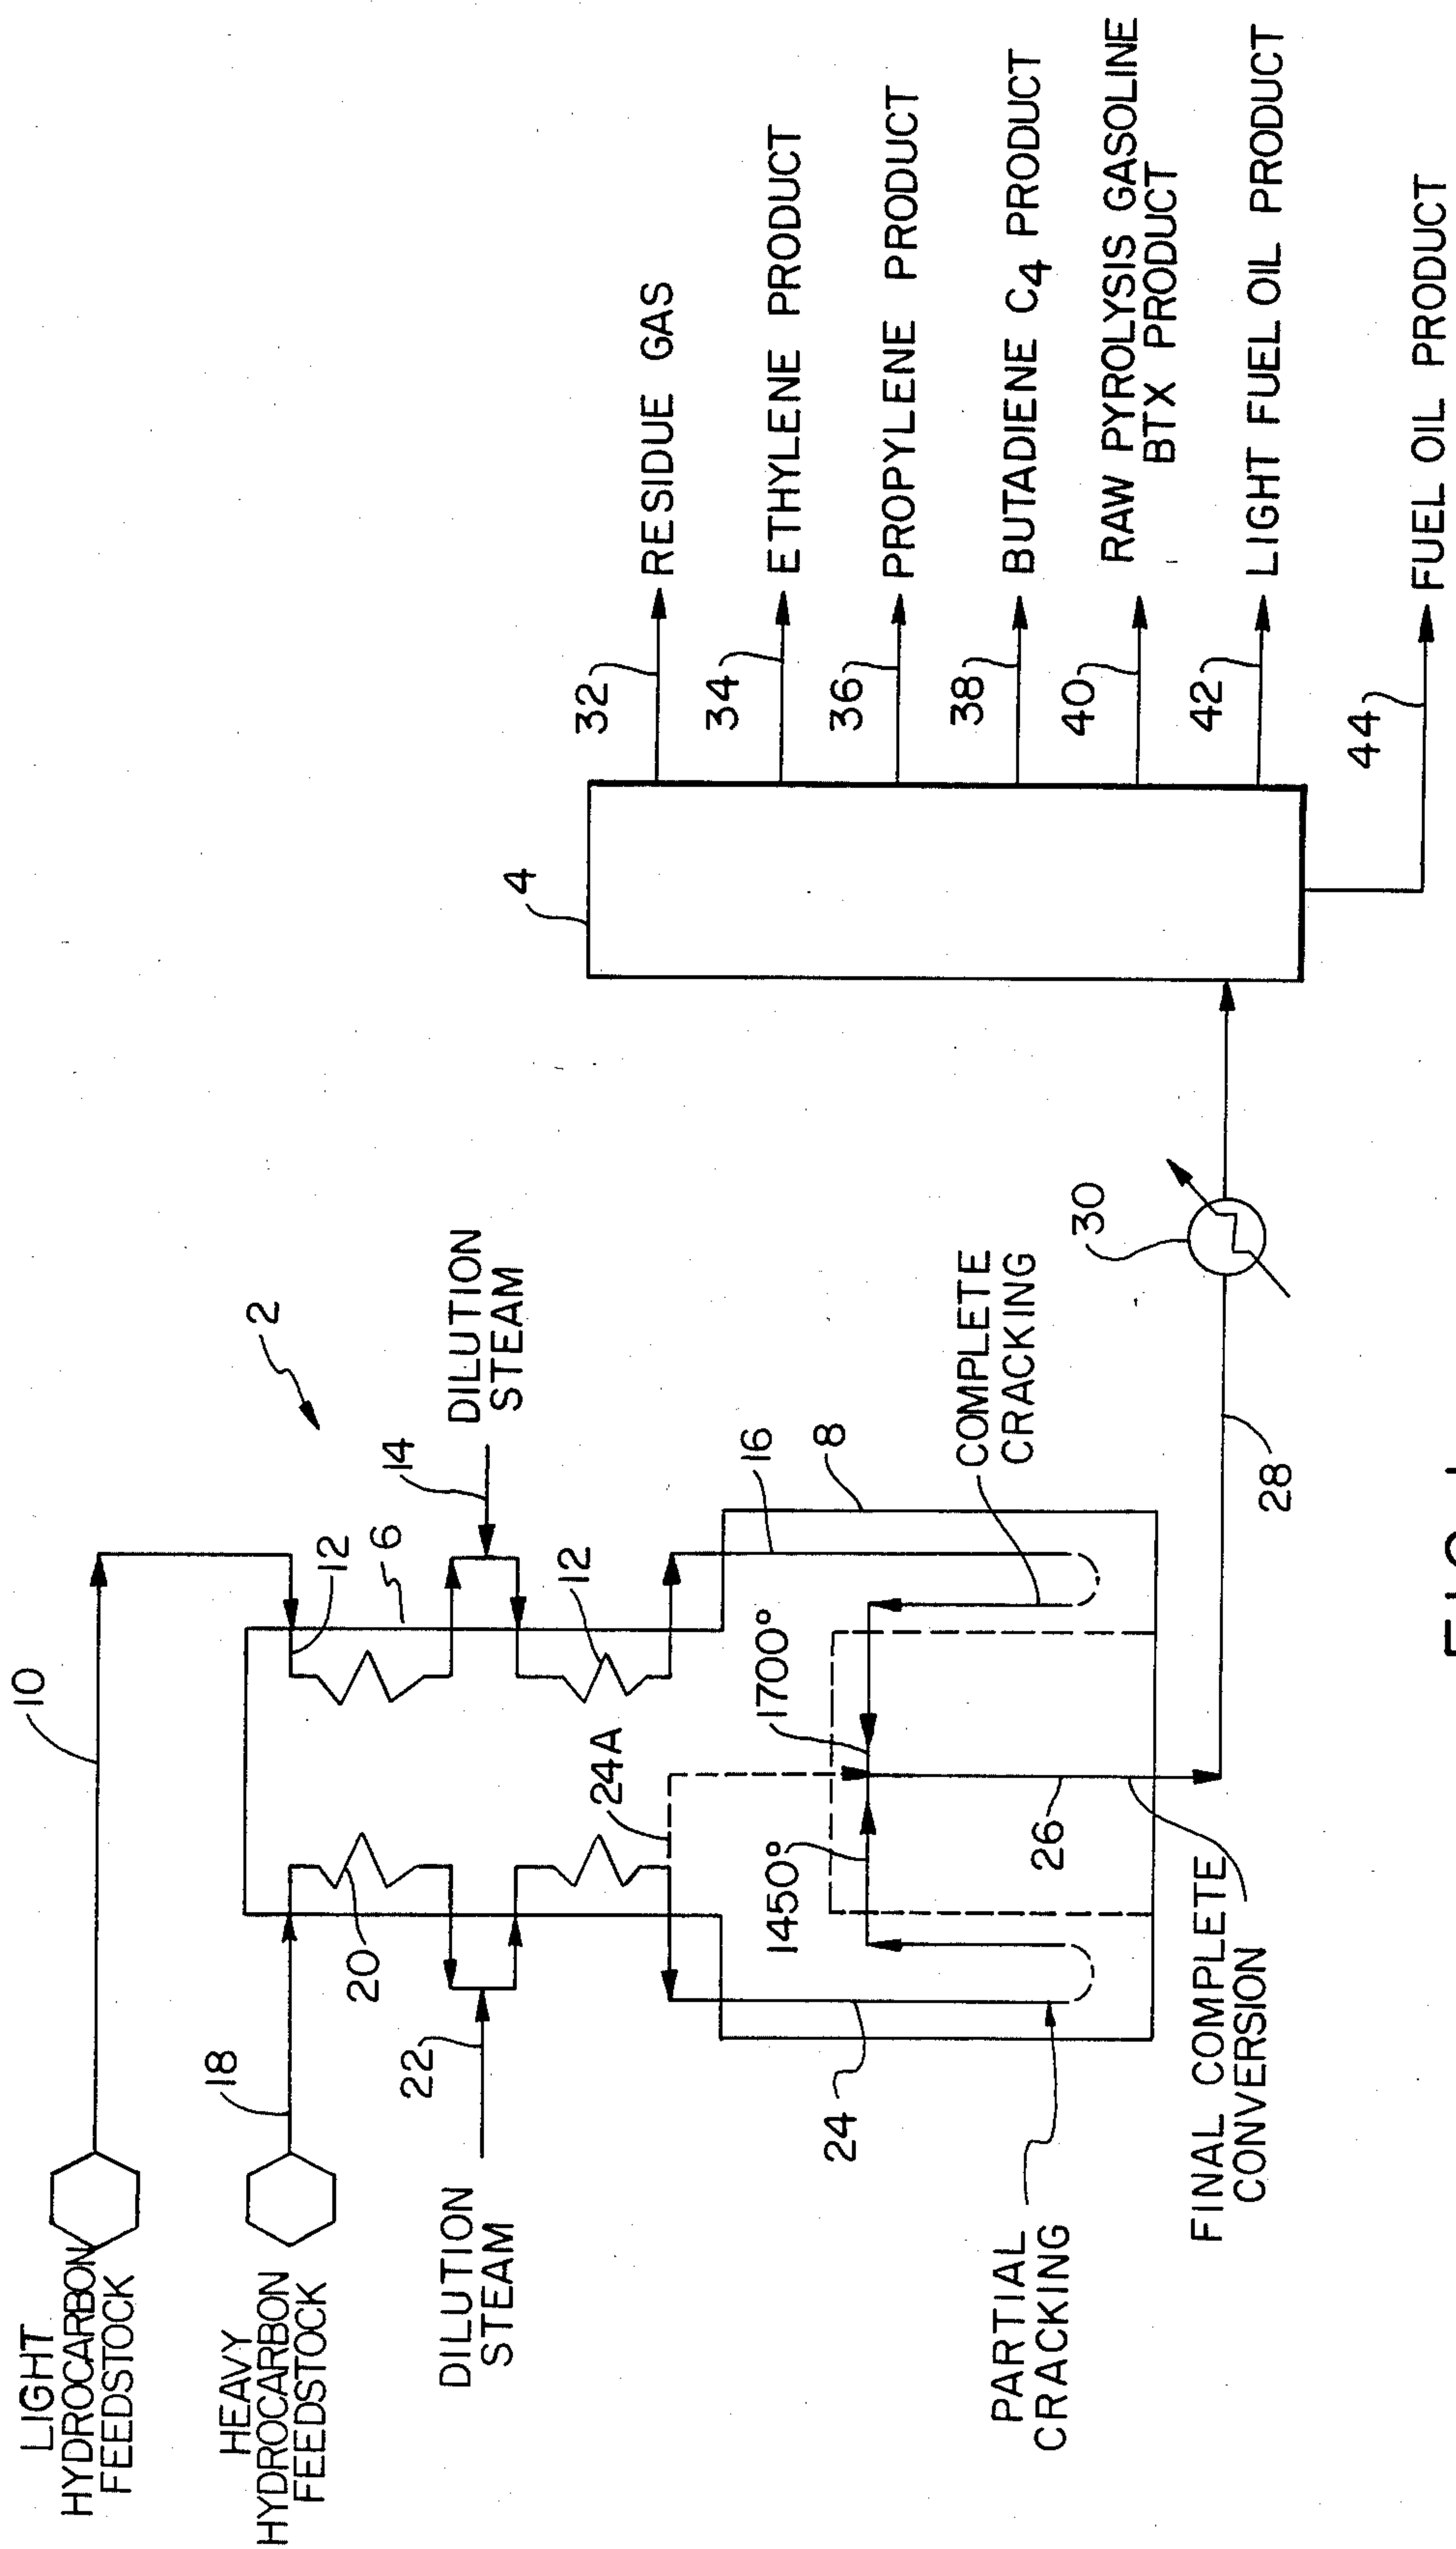 LIGHT
HYDROCARBON
FEEDSTOCK
10
HEAVY
HYDROCARBON
FEEDSTOCK
18
2
12
6
20
14
DILUTION
STEAM
22
DILUTION
STEAM
12
24A
16
8
1450°
1700°
24
PARTIAL
CRACKING
COMPLETE
CRACKING
26
FINAL COMPLETE
CONVERSION
28
30
4
32
RESIDUE GAS
34
ETHYLENE PRODUCT
36
PROPYLENE PRODUCT
38
BUTADIENE C4 PRODUCT
40
RAW PYROLYSIS GASOLINE
BTX PRODUCT
42
LIGHT FUEL OIL PRODUCT
44
FUEL OIL PRODUCT